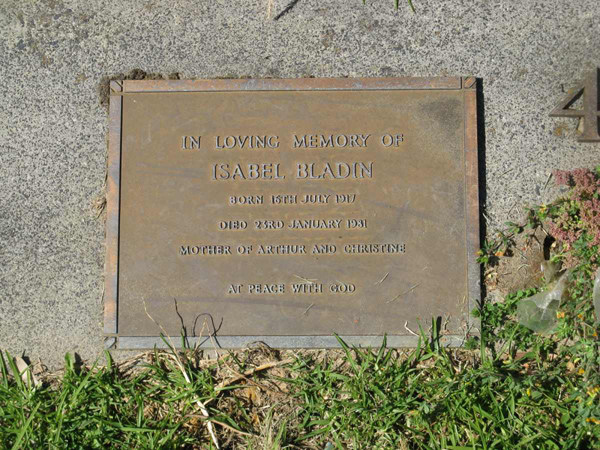 IN LOVING MEMORY OF
ISABEL BLADIN
BORN 15TH JULY 1917
DIED 23RD JANUARY 1981
MOTHER OF ARTHUR AND CHRISTINE
AT PEACE WITH GOD
4